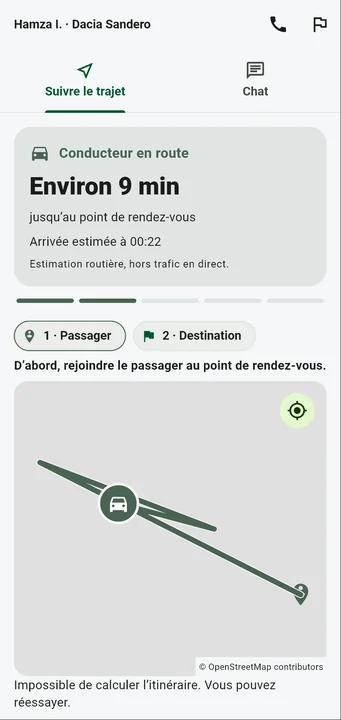 Hamza I. · Dacia Sandero
Suivre le trajet
Chat
Conducteur en route
Environ 9 min
jusqu’au point de rendez-vous
Arrivée estimée à 00:22
Estimation routière, hors trafic en direct.
1 · Passager
2 · Destination
D’abord, rejoindre le passager au point de rendez-vous.
© OpenStreetMap contributors
Impossible de calculer l’itinéraire. Vous pouvez
réessayer.